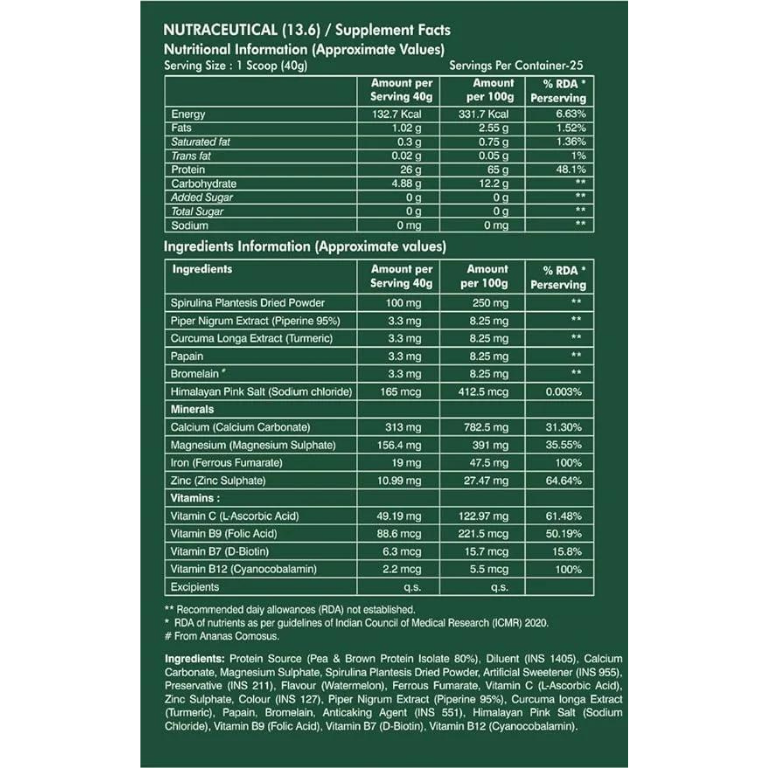 NUTRACEUTICAL (13.6) / Supplement Facts
Nutritional Information (Approximate Values)
Serving Size : 1 Scoop (40g) Servings Per Container-25
Amount per Serving 40g Amount per 100g % RDA * Perserving
Energy 132.7 Kcal 331.7 Kcal 6.63%
Fats 1.02 g 2.55 g 1.52%
Saturated fat 0.3 g 0.75 g 1.36%
Trans fat 0.02 g 0.05 g 1%
Protein 26 g 65 g 48.1%
Carbohydrate 4.88 g 12.2 g **
Added Sugar 0 g 0 g **
Total Sugar 0 g 0 g **
Sodium 0 mg 0 mg **
Ingredients Information (Approximate values)
Ingredients Amount per Serving 40g Amount per 100g % RDA * Perserving
Spirulina Plantesis Dried Powder 100 mg 250 mg **
Piper Nigrum Extract (Piperine 95%) 3.3 mg 8.25 mg **
Curcuma Longa Extract (Turmeric) 3.3 mg 8.25 mg **
Papain 3.3 mg 8.25 mg **
Bromelain # 3.3 mg 8.25 mg **
Himalayan Pink Salt (Sodium chloride) 165 mcg 412.5 mcg 0.003%
Minerals
Calcium (Calcium Carbonate) 313 mg 782.5 mg 31.30%
Magnesium (Magnesium Sulphate) 156.4 mg 391 mg 35.55%
Iron (Ferrous Fumarate) 19 mg 47.5 mg 100%
Zinc (Zinc Sulphate) 10.99 mg 27.47 mg 64.64%
Vitamins :
Vitamin C (L-Ascorbic Acid) 49.19 mg 122.97 mg 61.48%
Vitamin B9 (Folic Acid) 88.6 mcg 221.5 mcg 50.19%
Vitamin B7 (D-Biotin) 6.3 mcg 15.7 mcg 15.8%
Vitamin B12 (Cyanocobalamin) 2.2 mcg 5.5 mcg 100%
Excipients q.s. q.s.
** Recommended daiy allowances (RDA) not established.
* RDA of nutrients as per guidelines of Indian Council of Medical Research (ICMR) 2020.
# From Ananas Comosus.
Ingredients: Protein Source (Pea & Brown Protein Isolate 80%), Diluent (INS 1405), Calcium
Carbonate, Magnesium Sulphate, Spirulina Plantesis Dried Powder, Artificial Sweetener (INS 955),
Preservative (INS 211), Flavour (Watermelon), Ferrous Fumarate, Vitamin C (L-Ascorbic Acid),
Zinc Sulphate, Colour (INS 127), Piper Nigrum Extract (Piperine 95%), Curcuma longa Extract
(Turmeric), Papain, Bromelain, Anticaking Agent (INS 551), Himalayan Pink Salt (Sodium
Chloride), Vitamin B9 (Folic Acid), Vitamin B7 (D-Biotin), Vitamin B12 (Cyanocobalamin).